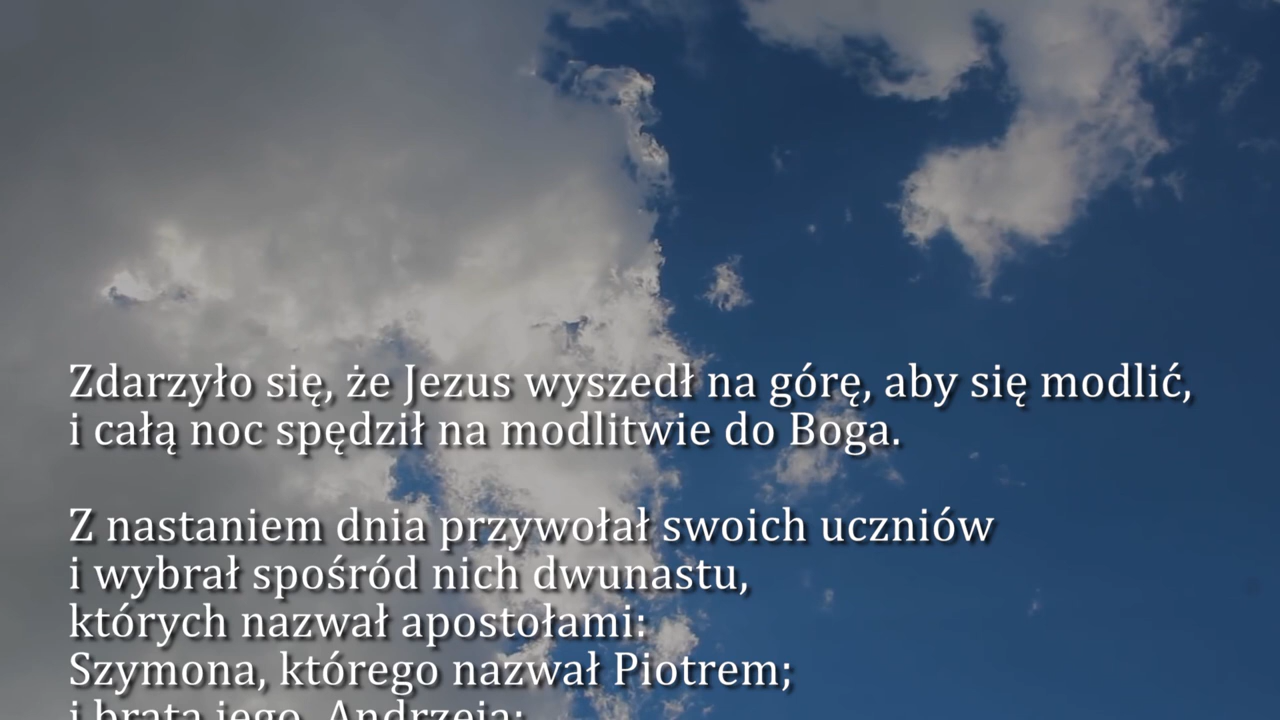 Zdarzyło się, że Jezus wyszedł na górę, aby się modlić,
i całą noc spędził na modlitwie do Boga.
Z nastaniem dnia przywołał swoich uczniów
i wybrał spośród nich dwunastu,
których nazwał apostołami:
Szymona, którego nazwał Piotrem;
i brata jego, Andrzeja;